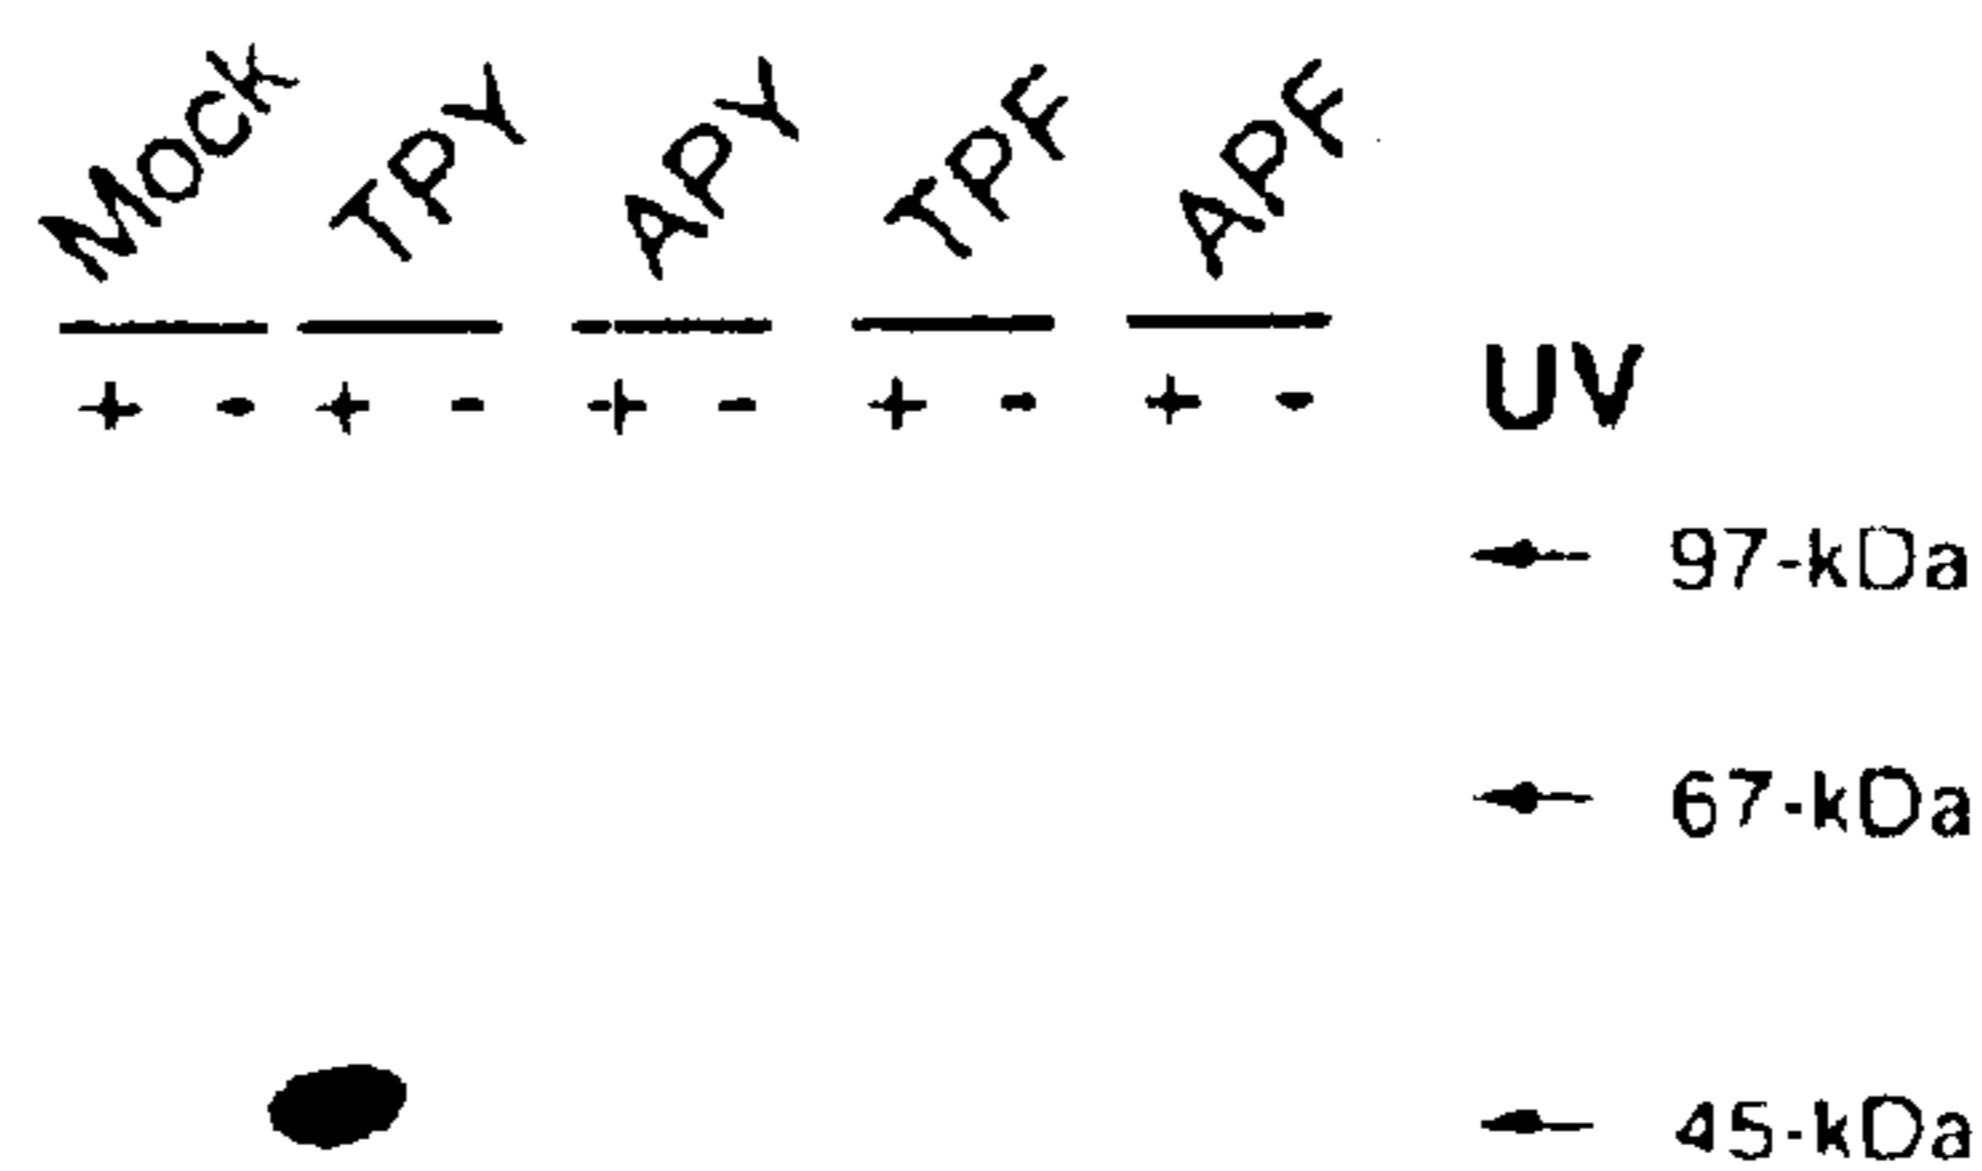 Mock TPY APY TPF APF
+ - + - + - + - + - UV
97-kDa
67-kDa
45-kDa